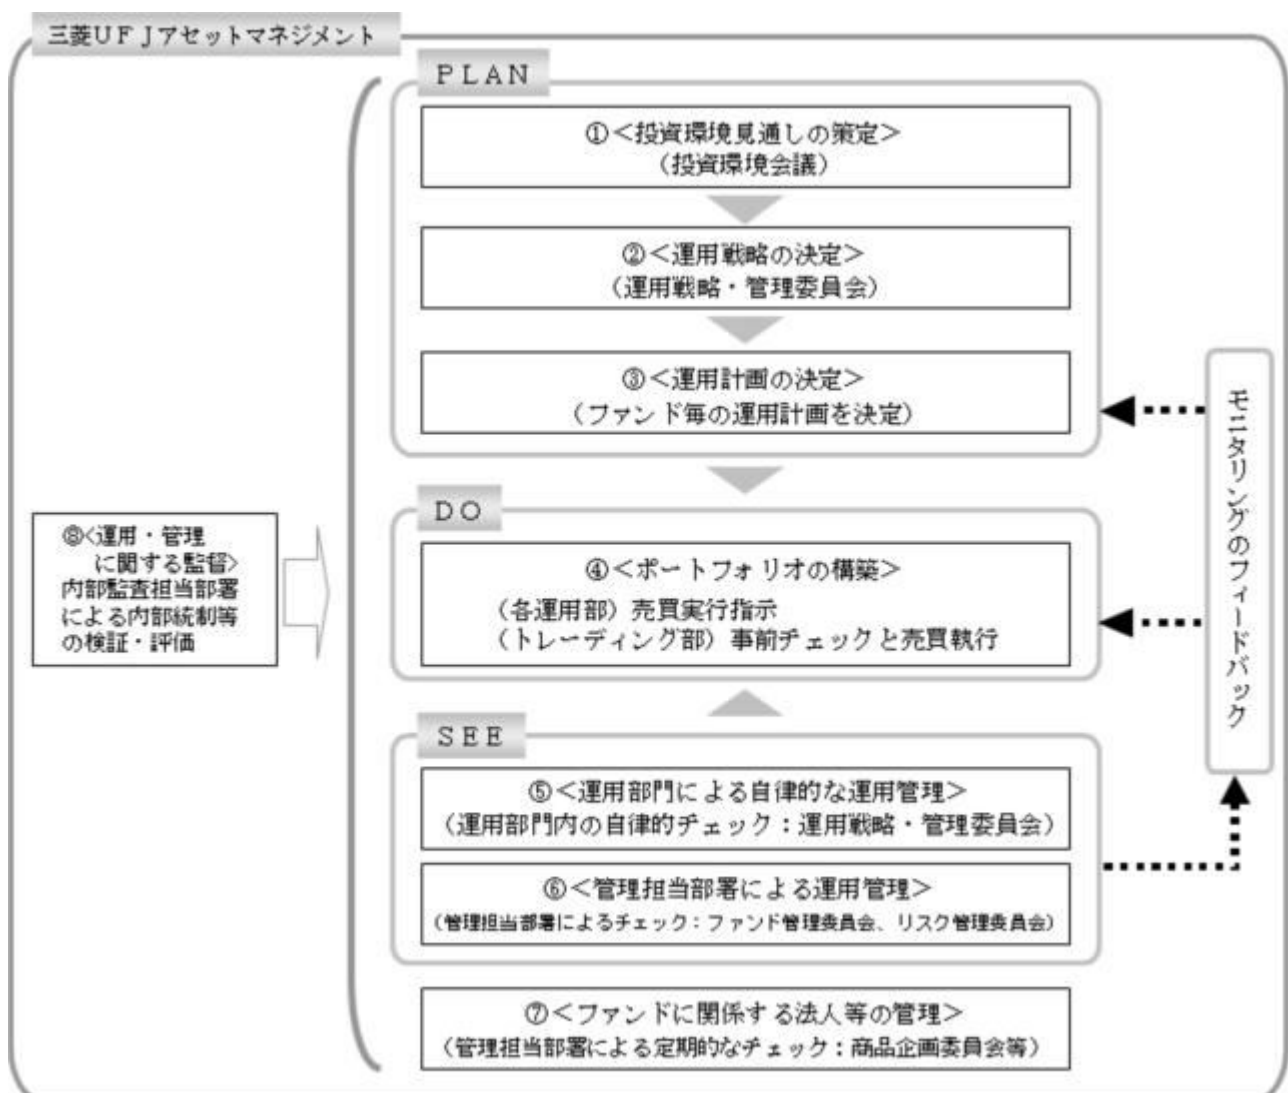 三菱ＵＦＪアセットマネジメント
ＰＬＡＮ
①＜投資環境見通しの策定＞
（投資環境会議）
②＜運用戦略の決定＞
（運用戦略・管理委員会）
③＜運用計画の決定＞
（ファンド毎の運用計画を決定）
ＤＯ
④＜ポートフォリオの構築＞
（各運用部）売買実行指示
（トレーディング部）事前チェックと売買執行
ＳＥＥ
⑤＜運用部門による自律的な運用管理＞
（運用部門内の自律的チェック：運用戦略・管理委員会）
⑥＜管理担当部署による運用管理＞
（管理担当部署によるチェック：ファンド管理委員会、リスク管理委員会）
⑦＜ファンドに関係する法人等の管理＞
（管理担当部署による定期的なチェック：商品企画委員会等）
⑧＜運用・管理
に関する監督＞
内部監査担当部署
による内部統制等
の検証・評価
モニタリングのフィードバック